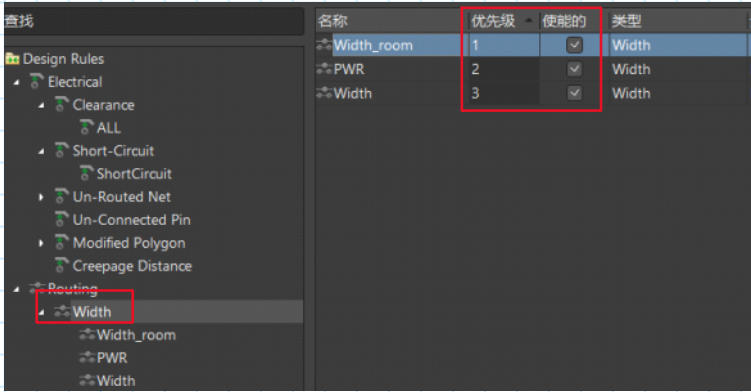 查找
Design Rules
Electrical
Clearance
ALL
Short-Circuit
ShortCircuit
Un-Routed Net
Un-Connected Pin
Modified Polygon
Creepage Distance
Routing
Width
Width_room
PWR
Width
名称 优先级 使能的 类型
Width_room 1 Width
PWR 2 Width
Width 3 Width